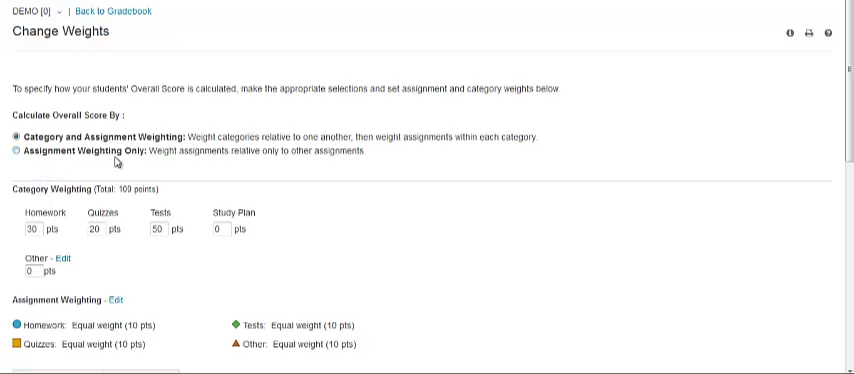 DEMO [0] | Back to Gradebook
Change Weights
To specify how your students' Overall Score is calculated, make the appropriate selections and set assignment and category weights below.
Calculate Overall Score By :
Category and Assignment Weighting: Weight categories relative to one another, then weight assignments within each category.
Assignment Weighting Only: Weight assignments relative only to other assignments.
Category Weighting (Total: 100 points)
Homework Quizzes Tests Study Plan
30 pts 20 pts 50 pts 0 pts
Other - Edit
0 pts
Assignment Weighting - Edit
Homework: Equal weight (10 pts) Tests: Equal weight (10 pts)
Quizzes: Equal weight (10 pts) Other: Equal weight (10 pts)